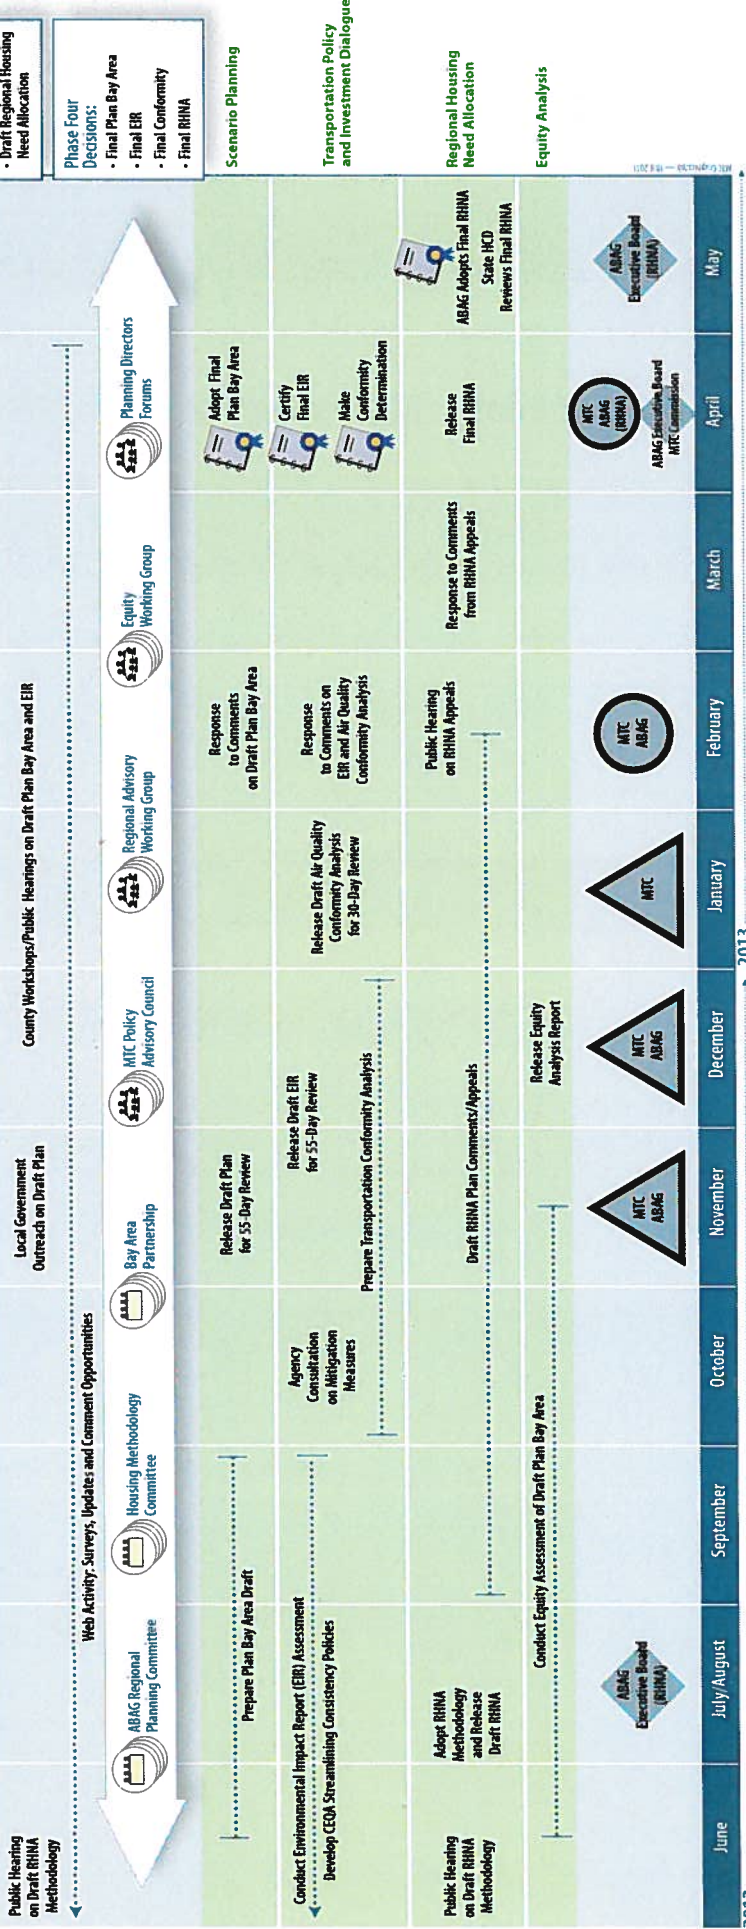 • Draft Regional Housing
Need Allocation
Phase Four
Decisions:
• Final Plan Bay Area
• Final EIR
• Final Conformity
• Final RHNA
Scenario Planning
Transportation Policy
and Investment Dialogue
Regional Housing
Need Allocation
Equity Analysis
Public Hearing
on Draft RHNA
Methodology
Local Government
Outreach on Draft Plan
County Workshops/Public Hearings on Draft Plan Bay Area and EIR
Web Activity: Surveys, Updates and Comment Opportunities
ABAG Regional
Planning Committee
Housing Methodology
Committee
Bay Area
Partnership
MTC Policy
Advisory Council
Regional Advisory
Working Group
Equity
Working Group
Planning Directors
Forums
Prepare Plan Bay Area Draft
Release Draft Plan
for 55-Day Review
Response
to Comments
on Draft Plan Bay Area
Adopt Final
Plan Bay Area
Conduct Environmental Impact Report (EIR) Assessment
Develop CEQA Streamlining Consistency Policies
Agency
Consultation
on Mitigation
Measures
Release Draft EIR
for 55-Day Review
Prepare Transportation Conformity Analysis
Release Draft Air Quality
Conformity Analysis
for 30-Day Review
Response
to Comments on
EIR and Air Quality
Conformity Analysis
Certify
Final EIR
Make
Conformity
Determination
Public Hearing
on Draft RHNA
Methodology
Adopt RHNA
Methodology
and Release
Draft RHNA
Draft RHNA Plan Comments/Appeals
Public Hearing
on RHNA Appeals
Response to Comments
from RHNA Appeals
Release
Final RHNA
ABAG Adopts Final RHNA
State HCD
Reviews Final RHNA
Conduct Equity Assessment of Draft Plan Bay Area
Release Equity
Analysis Report
ABAG
Executive Board
(RHNA)
MTC
ABAG
MTC
ABAG
MTC
MTC
ABAG
MTC
ABAG
(RHNA)
ABAG Executive Board
MTC Commission
ABAG
Executive Board
(RHNA)
June
July/August
September
October
November
December
January
February
March
April
May
2013